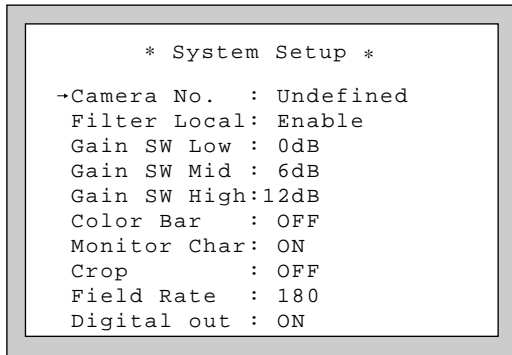 * System Setup *
→Camera No.  : Undefined
Filter Local: Enable
Gain SW Low : 0dB
Gain SW Mid : 6dB
Gain SW High:12dB
Color Bar   : OFF
Monitor Char: ON
Crop        : OFF
Field Rate  : 180
Digital out : ON